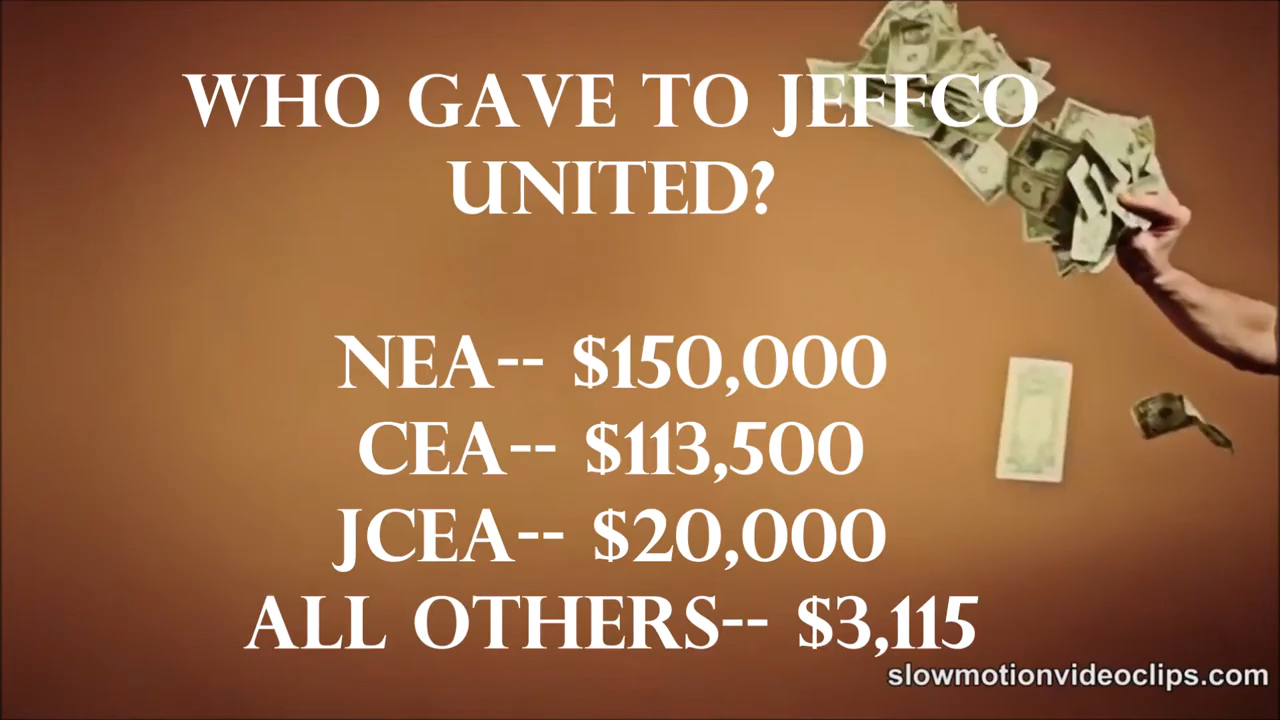 WHO GAVE TO JEFFCO
UNITED?
NEA-- $150,000
CEA-- $113,500
JCEA-- $20,000
ALL OTHERS-- $3,115
slowmotionvideoclips.com